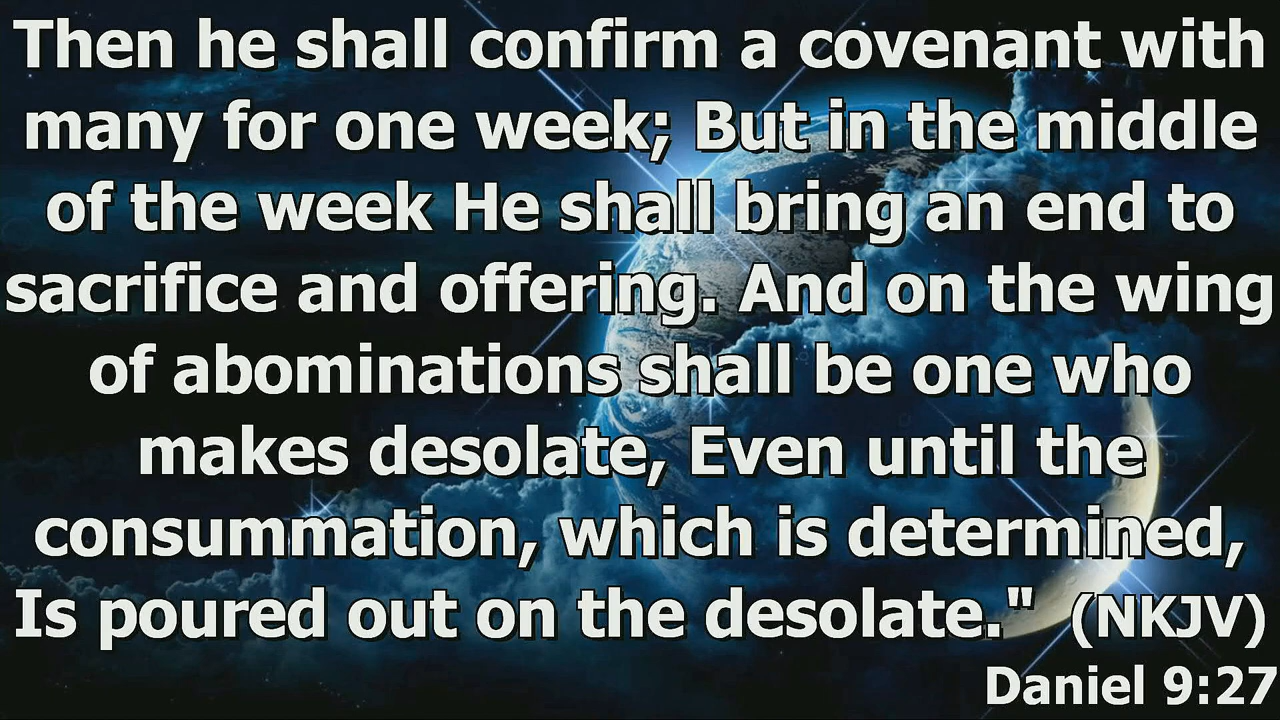 Then he shall confirm a covenant with
many for one week; But in the middle
of the week He shall bring an end to
sacrifice and offering. And on the wing
of abominations shall be one who
makes desolate, Even until the
consummation, which is determined,
Is poured out on the desolate." (NKJV)
Daniel 9:27